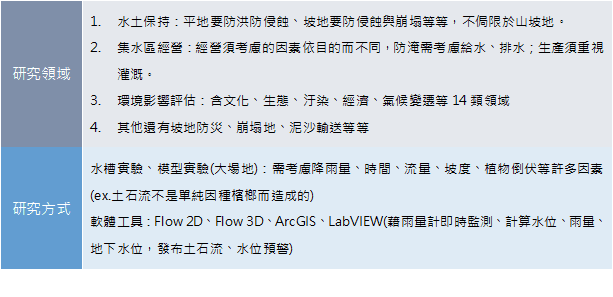 研究領域
1. 水土保持：平地要防洪防侵蝕、坡地要防侵蝕與崩塌等等，不侷限於山坡地。
2. 集水區經營：經營須考慮的因素依目的而不同，防淹需考慮給水、排水；生產須重視
灌溉。
3. 環境影響評估：含文化、生態、汙染、經濟、氣候變遷等 14 類領域
4. 其他還有坡地防災、崩塌地、泥沙輸送等等
研究方式
水槽實驗、模型實驗(大場地)：需考慮降雨量、時間、流量、坡度、植物倒伏等許多因素
(ex.土石流不是單純因種檳榔而造成的)
軟體工具：Flow 2D、Flow 3D、ArcGIS、LabVIEW(藉雨量計即時監測、計算水位、雨量、
地下水位，發布土石流、水位預警)